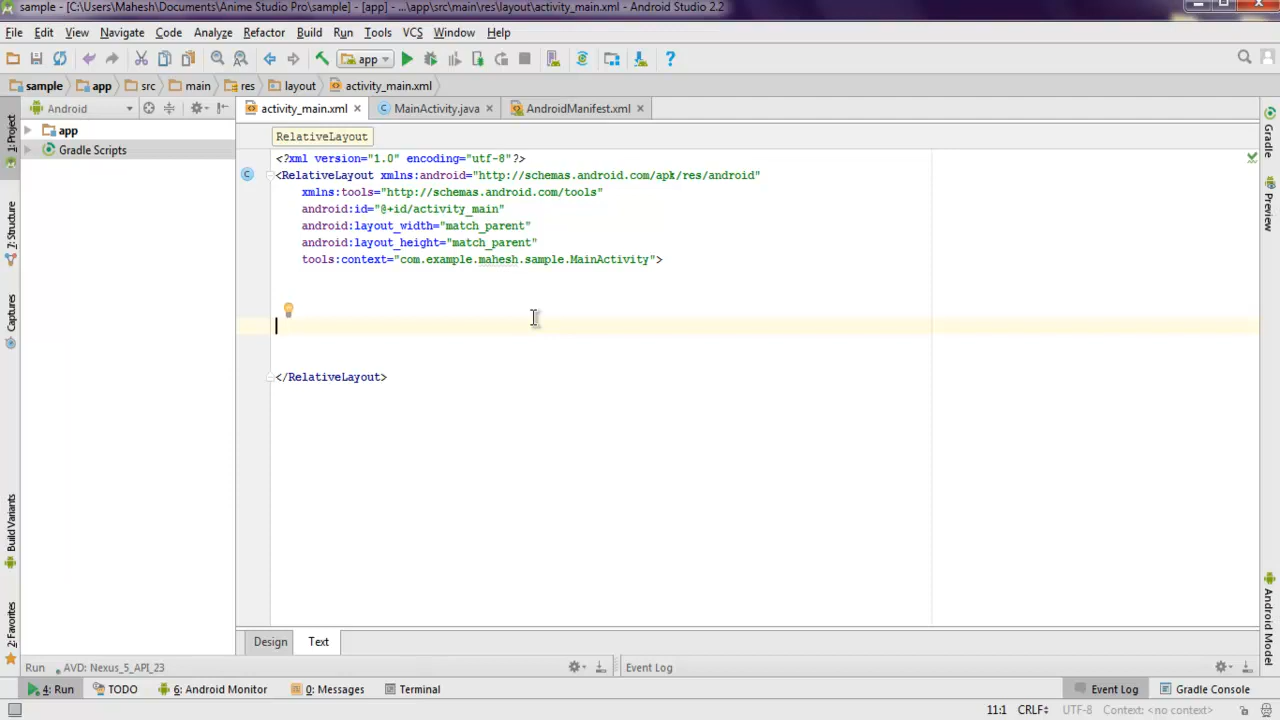 sample - [C:\Users\Mahesh\Documents\Anime Studio Pro\sample] - [app] - ...\app\src\main\res\layout\activity_main.xml - Android Studio 2.2
File Edit View Navigate Code Analyze Refactor Build Run Tools VCS Window Help
app
sample app src main res layout activity_main.xml
Android
activity_main.xml MainActivity.java AndroidManifest.xml
app
Gradle Scripts
RelativeLayout
<?xml version="1.0" encoding="utf-8"?>
<RelativeLayout xmlns:android="http://schemas.android.com/apk/res/android"
xmlns:tools="http://schemas.android.com/tools"
android:id="@+id/activity_main"
android:layout_width="match_parent"
android:layout_height="match_parent"
tools:context="com.example.mahesh.sample.MainActivity">
</RelativeLayout>
1: Project
7: Structure
Captures
Build Variants
2: Favorites
Gradle
Preview
Android Model
Design Text
Run AVD: Nexus_5_API_23 Event Log
4: Run TODO 6: Android Monitor 0: Messages Terminal Event Log Gradle Console
11:1 CRLF UTF-8 Context: <no context>